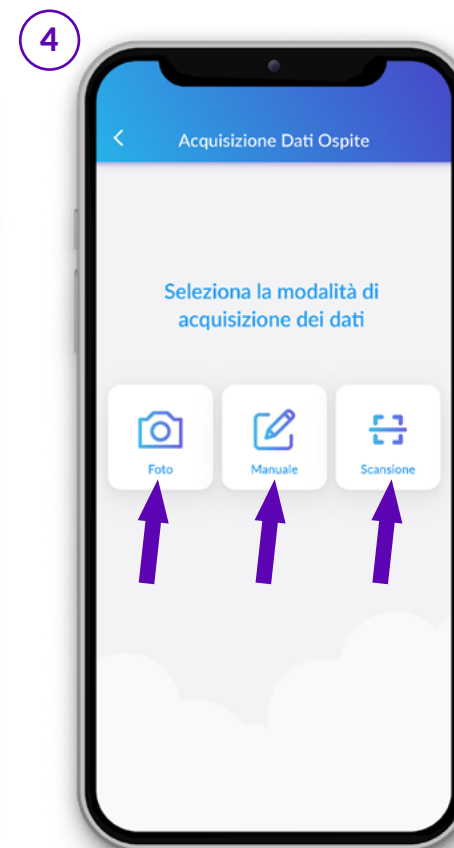 4
Acquisizione Dati Ospite
Seleziona la modalità di
acquisizione dei dati
Foto
Manuale
Scansione